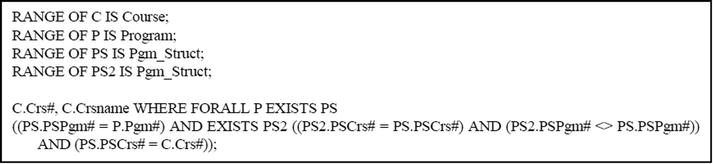 RANGE OF C IS Course;
RANGE OF P IS Program;
RANGE OF PS IS Pgm_Struct;
RANGE OF PS2 IS Pgm_Struct;

C.Crs#, C.Crsname WHERE FORALL P EXISTS PS
((PS.PSPgm# = P.Pgm#) AND EXISTS PS2 ((PS2.PSCrs# = PS.PSCrs#) AND (PS2.PSPgm# <> PS.PSPgm#))
AND (PS.PSCrs# = C.Crs#));